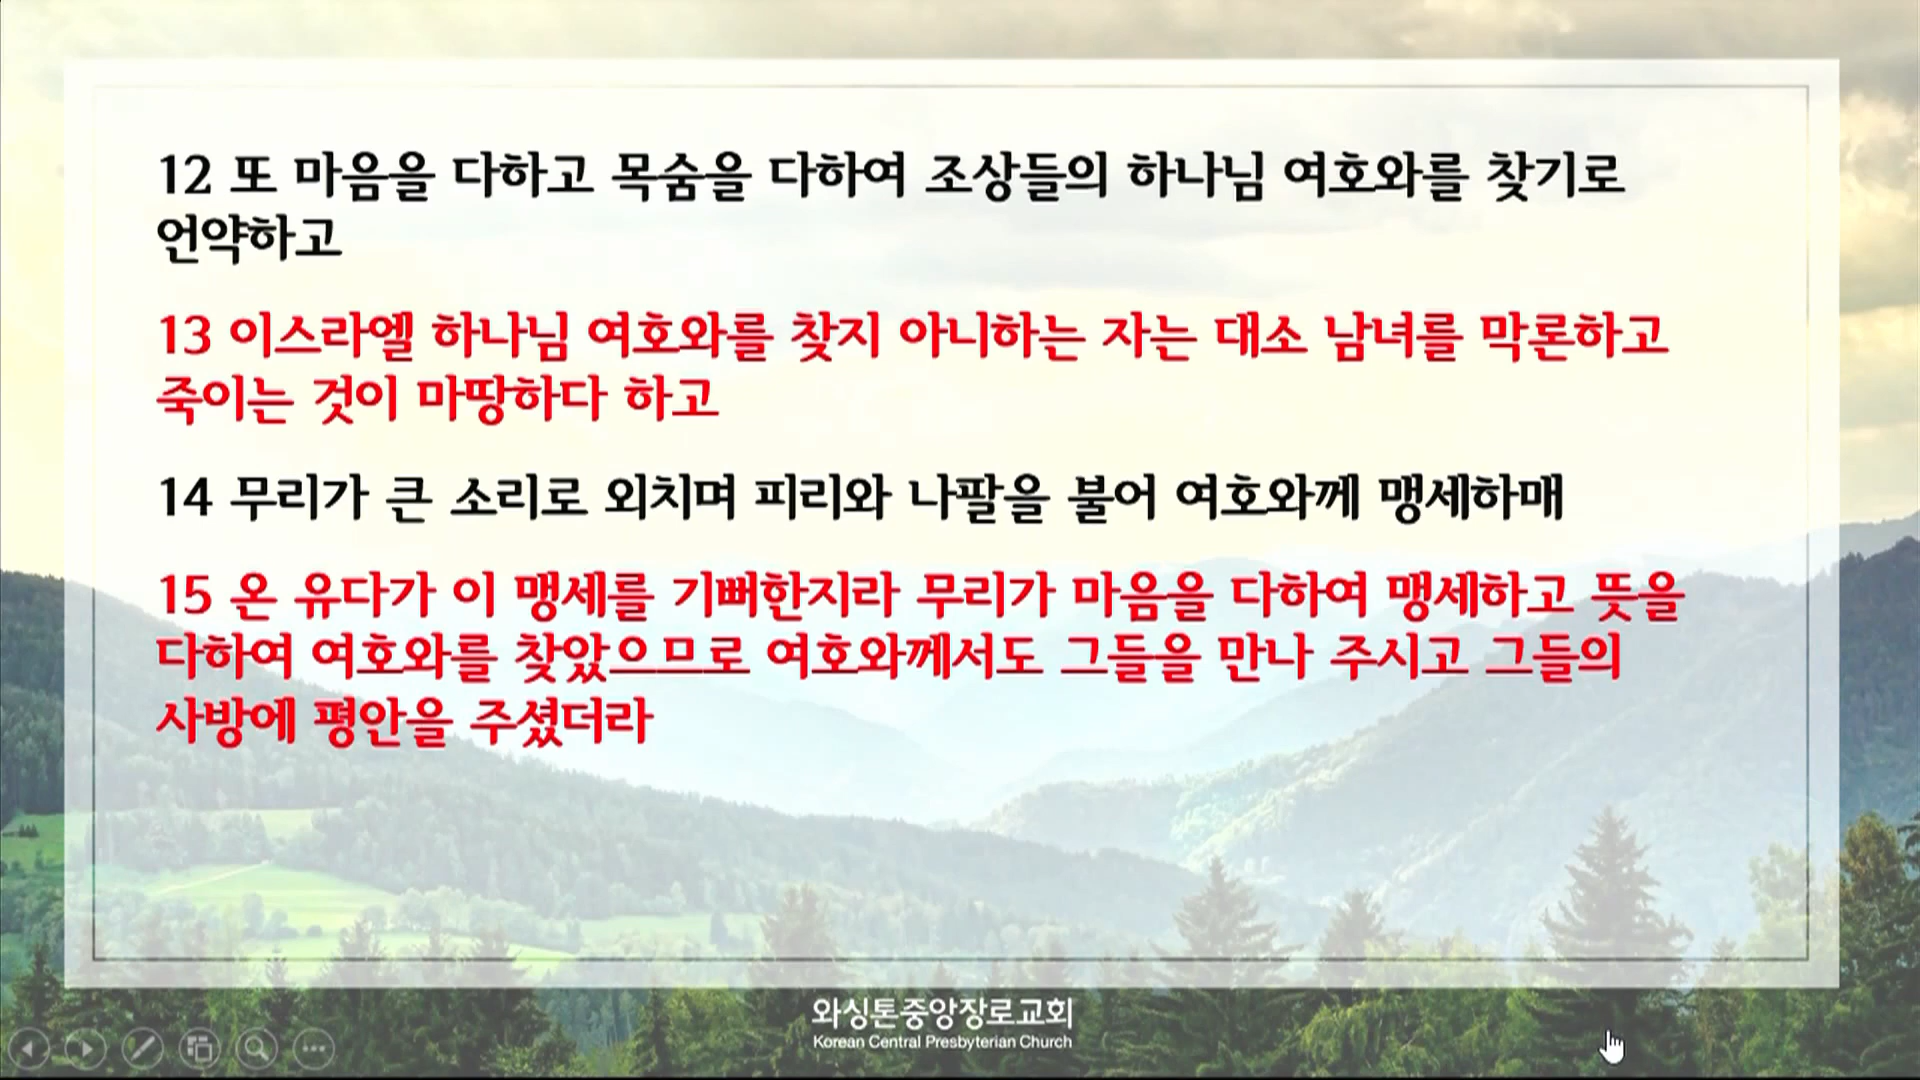 12 또 마음을 다하고 목숨을 다하여 조상들의 하나님 여호와를 찾기로
언약하고
13 이스라엘 하나님 여호와를 찾지 아니하는 자는 대소 남녀를 막론하고
죽이는 것이 마땅하다 하고
14 무리가 큰 소리로 외치며 피리와 나팔을 불어 여호와께 맹세하매
15 온 유다가 이 맹세를 기뻐한지라 무리가 마음을 다하여 맹세하고 뜻을
다하여 여호와를 찾았으므로 여호와께서도 그들을 만나 주시고 그들의
사방에 평안을 주셨더라
와싱톤중앙장로교회
Korean Central Presbyterian Church